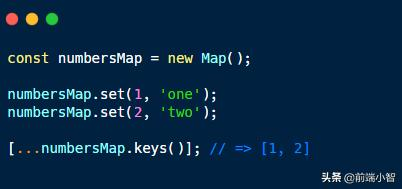 const numbersMap = new Map();
numbersMap.set(1, 'one');
numbersMap.set(2, 'two');
[...numbersMap.keys()]; // => [1, 2]
头条 @前端小智